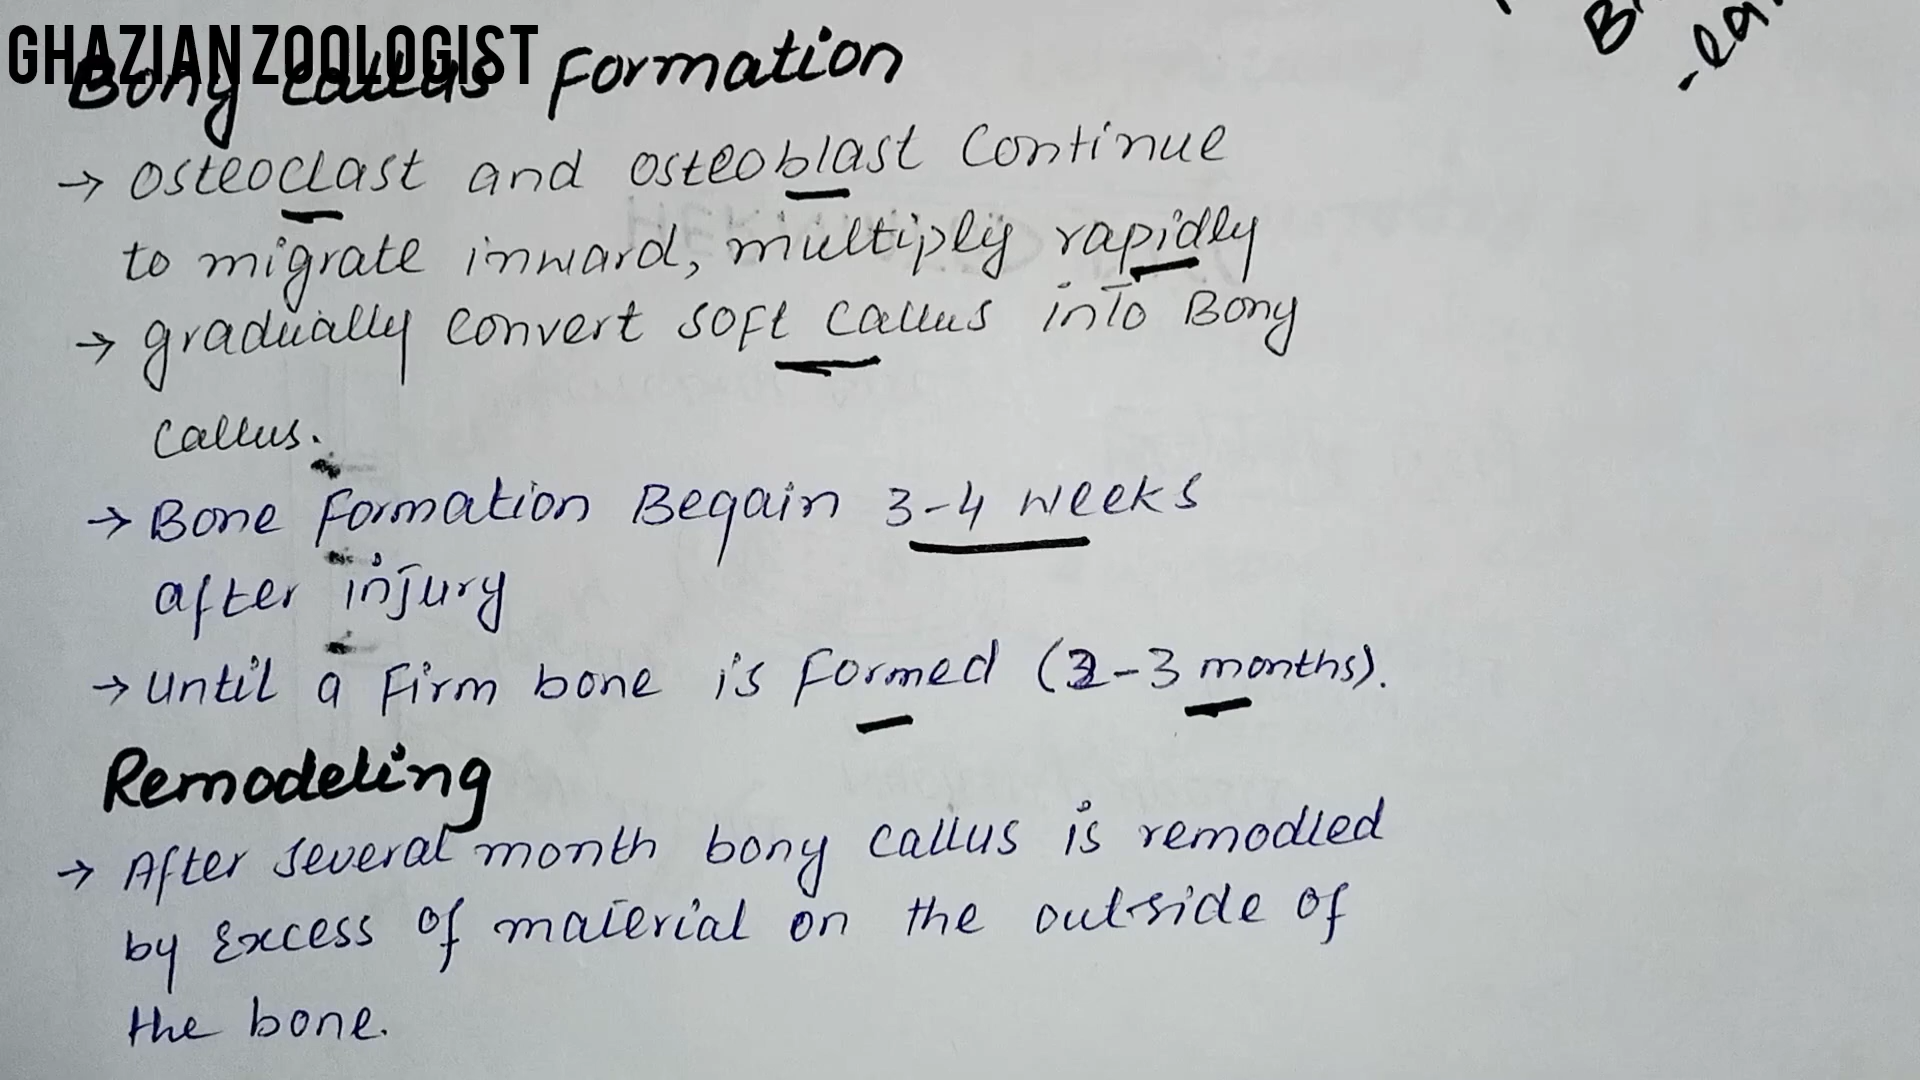 GHAZIAN ZOOLOGIST
Bony callus Formation
→ Osteoclast and osteoblast Continue
to migrate inward, multiply rapidly
→ gradually convert soft callus into Bony
callus.
→ Bone Formation Begain 3-4 weeks
after injury
→ Until a Firm bone is Formed (2-3 months).
Remodeling
→ After several month bony callus is remodled
by Excess of material on the outside of
the bone.